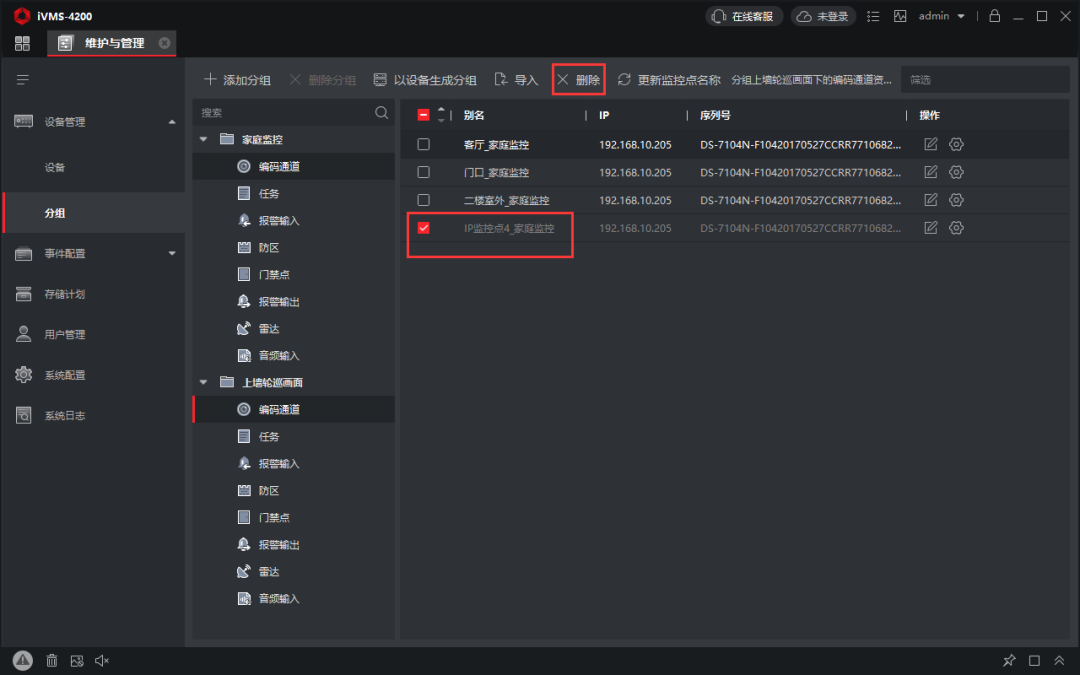 iVMS-4200
在线客服
未登录
admin
维护与管理
添加分组
删除分组
以设备生成分组
导入
删除
更新监控点名称
分组上墙轮巡画面下的编码通道资...
筛选
设备管理
设备
分组
事件配置
存储计划
用户管理
系统配置
系统日志
搜索
家庭监控
编码通道
任务
报警输入
防区
门禁点
报警输出
雷达
音频输入
上墙轮巡画面
编码通道
任务
报警输入
防区
门禁点
报警输出
雷达
音频输入
别名 IP 序列号 操作
客厅_家庭监控 192.168.10.205 DS-7104N-F10420170527CCRR7710682...
门口_家庭监控 192.168.10.205 DS-7104N-F10420170527CCRR7710682...
二楼室外_家庭监控 192.168.10.205 DS-7104N-F10420170527CCRR7710682...
IP监控点4_家庭监控 192.168.10.205 DS-7104N-F10420170527CCRR7710682...